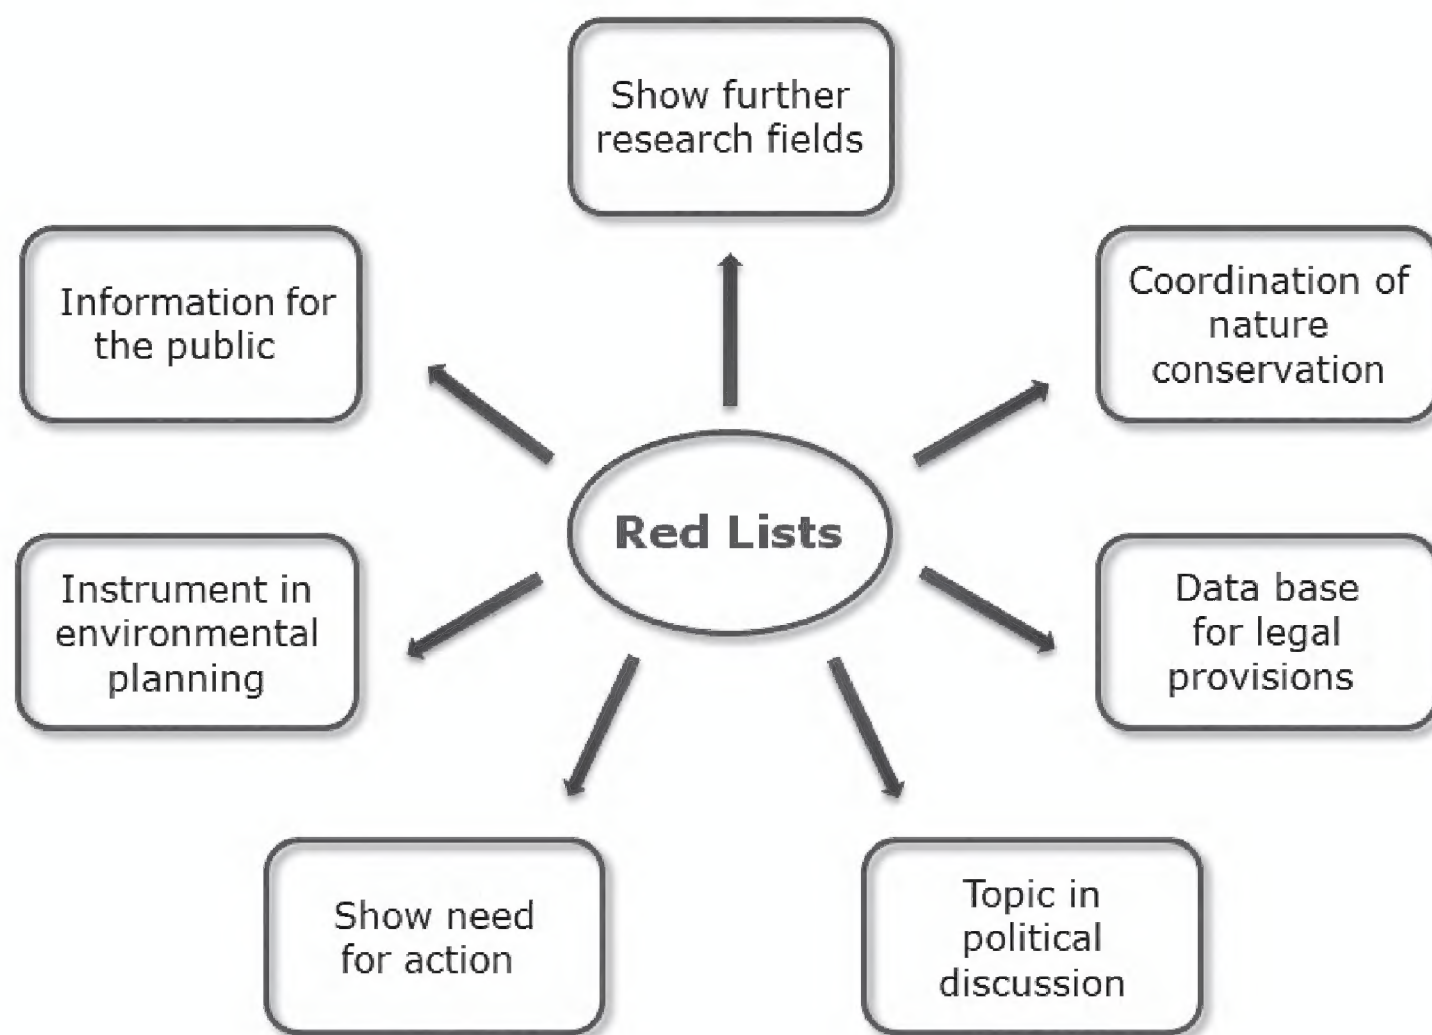 Show further
research fields
Information for
the public
Coordination of
nature
conservation
Red Lists
Instrument in
environmental
planning
Data base
for legal
provisions
Show need
for action
Topic in
political
discussion